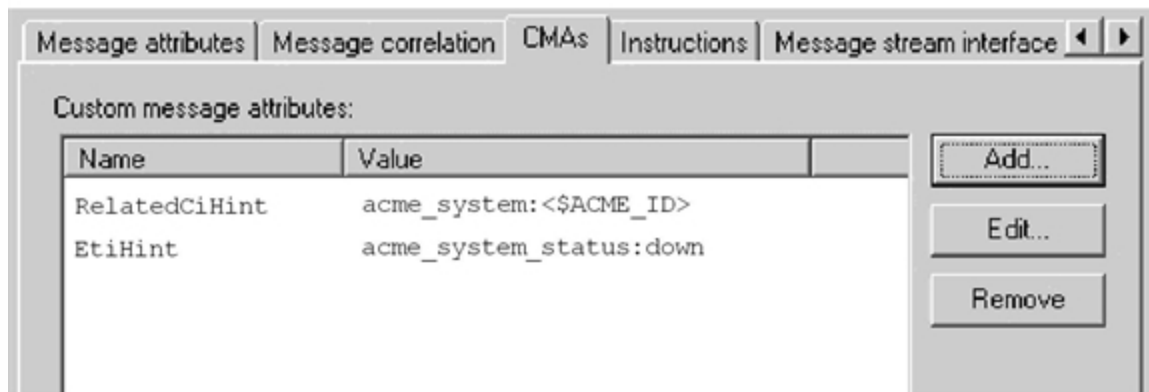 Message attributes Message correlation CMAs Instructions Message stream interface
Custom message attributes:
Name Value Add...
RelatedCiHint acme_system:<$ACME_ID>
EtiHint acme_system_status:down Edit...
Remove